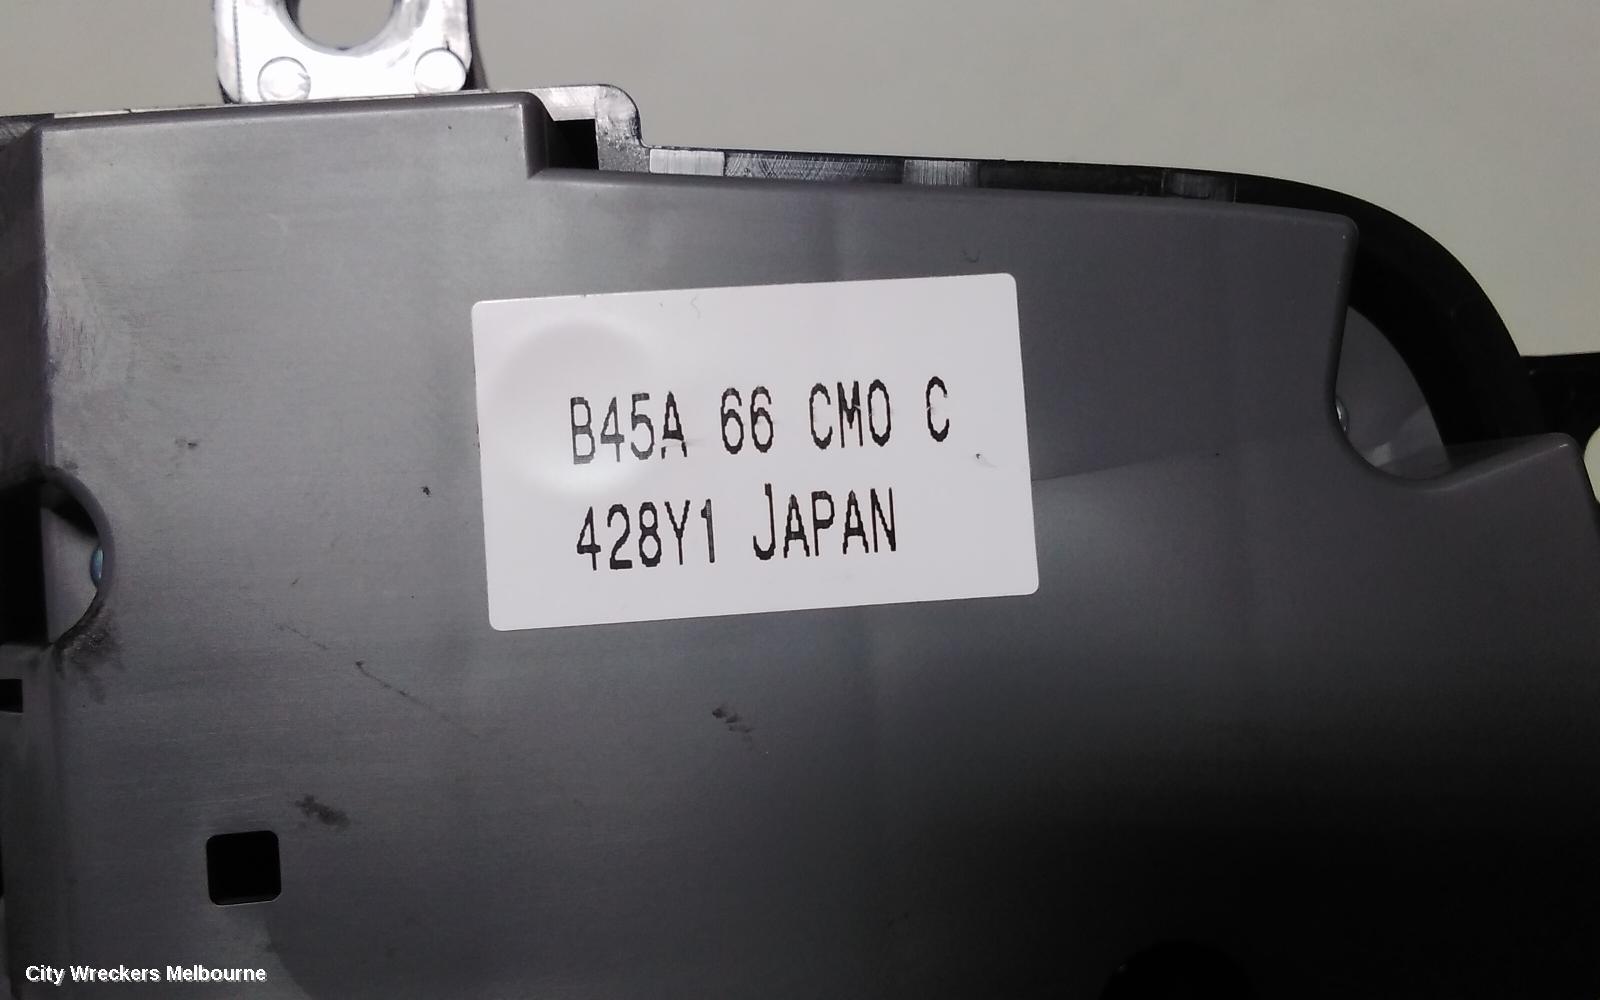 B45A 66 CM0 C
428Y1 JAPAN
City Wreckers Melbourne